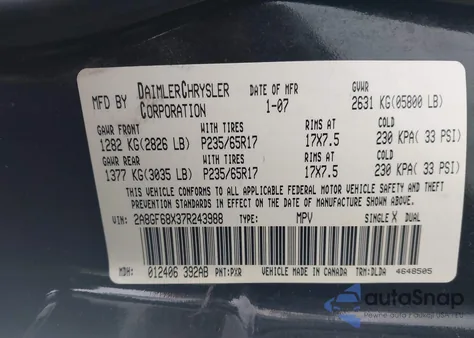 MFD BY DAIMLERCHRYSLER CORPORATION DATE OF MFR 1-07 GVWR 2631 KG(05800 LB)
GAWR FRONT WITH TIRES RIMS AT COLD
1282 KG(2826 LB) P235/65R17 17X7.5 230 KPA( 33 PSI)
GAWR REAR WITH TIRES RIMS AT COLD
1377 KG(3035 LB) P235/65R17 17X7.5 230 KPA( 33 PSI)
THIS VEHICLE CONFORMS TO ALL APPLICABLE FEDERAL MOTOR VEHICLE SAFETY AND
THEFT PREVENTION STANDARDS IN EFFECT ON THE DATE OF MANUFACTURE SHOWN ABOVE.
VIN: 2A8GF68X37R243988 TYPE: MPV SINGLE X DUAL
MDH: 012406 392AB PNT: PXR VEHICLE MADE IN CANADA TRM: DLDA 4648505
autoSnap